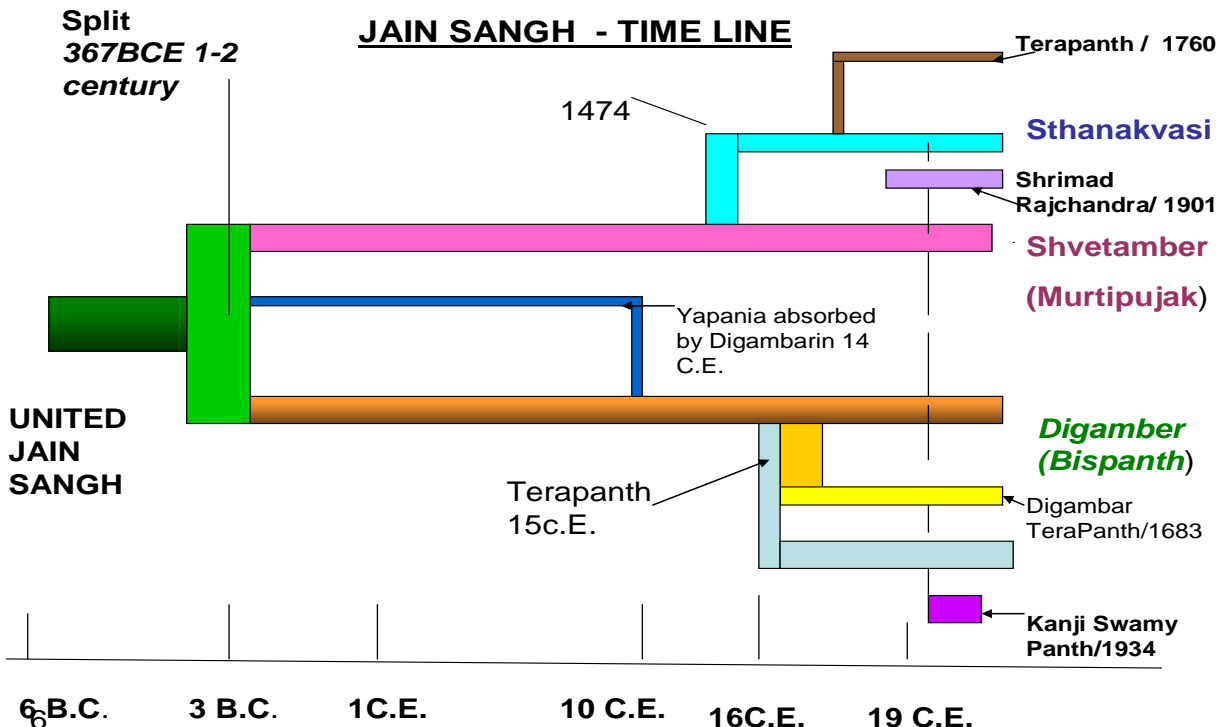 Split
367BCE 1-2
century
JAIN SANGH - TIME LINE
Terapanth / 1760
1474
Sthanakvasi
Shrimad
Rajchandra/ 1901
Shvetamber
(Murtipujak)
Yapania absorbed
by Digambarin 14
C.E.
UNITED
JAIN
SANGH
Digamber
(Bispanth)
Terapanth
15c.E.
Digambar
TeraPanth/1683
Kanji Swamy
Panth/1934
6 B.C. 3 B.C. 1C.E. 10 C.E. 16C.E. 19 C.E.
6